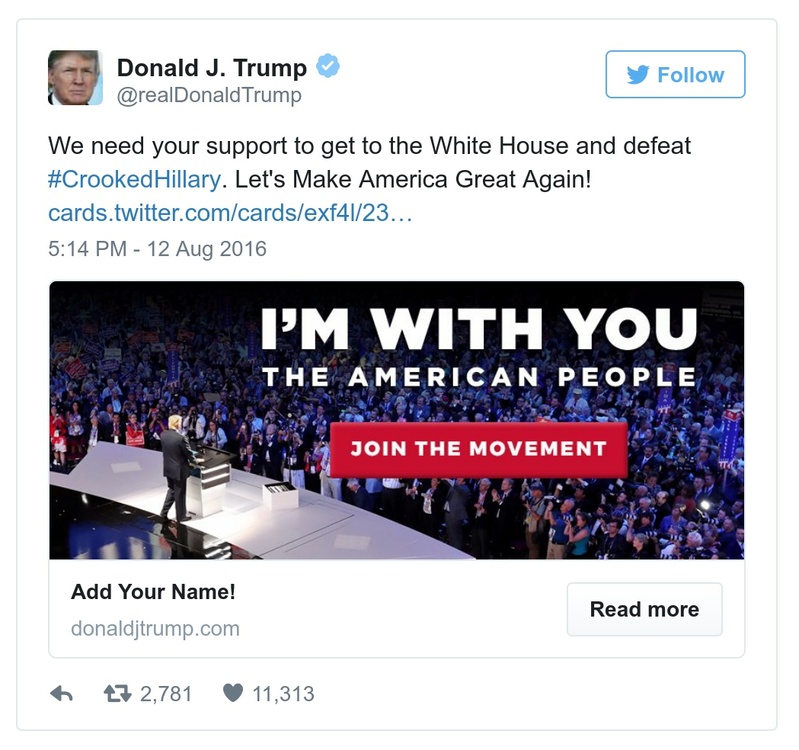 Donald J. Trump
@realDonaldTrump
Follow
We need your support to get to the White House and defeat
#CrookedHillary. Let's Make America Great Again!
cards.twitter.com/cards/exf4l/23…
5:14 PM - 12 Aug 2016
I'M WITH YOU
THE AMERICAN PEOPLE
JOIN THE MOVEMENT
Add Your Name!
donaldjtrump.com
Read more
2,781
11,313